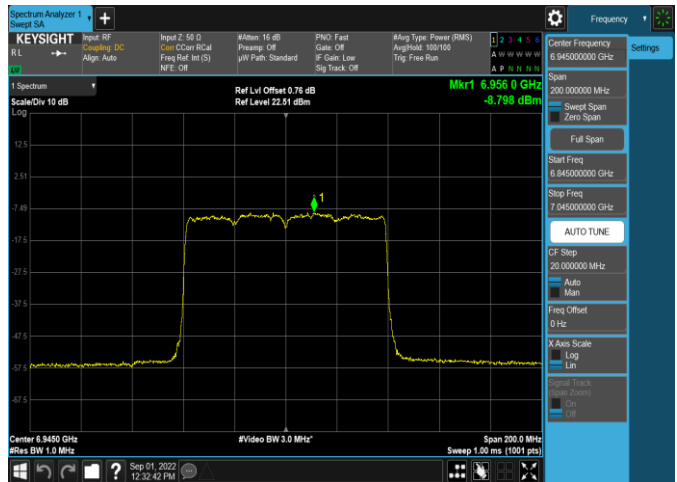 Spectrum Analyzer 1
Swept SA
+
Frequency
KEYSIGHT
RL
Input: RF
Coupling: DC
Align: Auto
Input Z: 50 Ω
Corr CCorr RCal
Freq Ref: Int (S)
NFE: Off
#Atten: 16 dB
Preamp: Off
µW Path: Standard
PNO: Fast
Gate: Off
IF Gain: Low
Sig Track: Off
#Avg Type: Power (RMS)
Avg|Hold: 100/100
Trig: Free Run
1 2 3 4 5 6
A W W W W W
A P N N N N
1 Spectrum
Scale/Div 10 dB
Log
Ref Lvl Offset 0.76 dB
Ref Level 22.51 dBm
Mkr1 6.956 0 GHz
-8.798 dBm
12.5
2.51
-7.49
-17.5
-27.5
-37.5
-47.5
-57.5
-67.5
1
Center 6.9450 GHz
#Res BW 1.0 MHz
#Video BW 3.0 MHz*
Span 200.0 MHz
Sweep 1.00 ms (1001 pts)
Sep 01, 2022
12:32:42 PM
?
Center Frequency
6.945000000 GHz
Settings
Span
200.000000 MHz
Swept Span
Zero Span
Full Span
Start Freq
6.845000000 GHz
Stop Freq
7.045000000 GHz
AUTO TUNE
CF Step
20.000000 MHz
Auto
Man
Freq Offset
0 Hz
X Axis Scale
Log
Lin
Signal Track
(Span Zoom)
On
Off